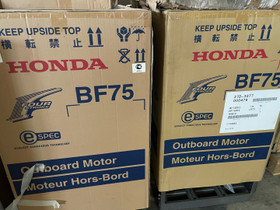 KEEP UPSIDE TOP
横転禁止
HONDA
BF75
4 STROKE
e SPEC
Outboard Motor
Moteur Hors-Bord
KEEP UPSIDE TOP
横転禁止
HONDA
BF75
e SPEC
Outboard Motor
Moteur Hors-Bord